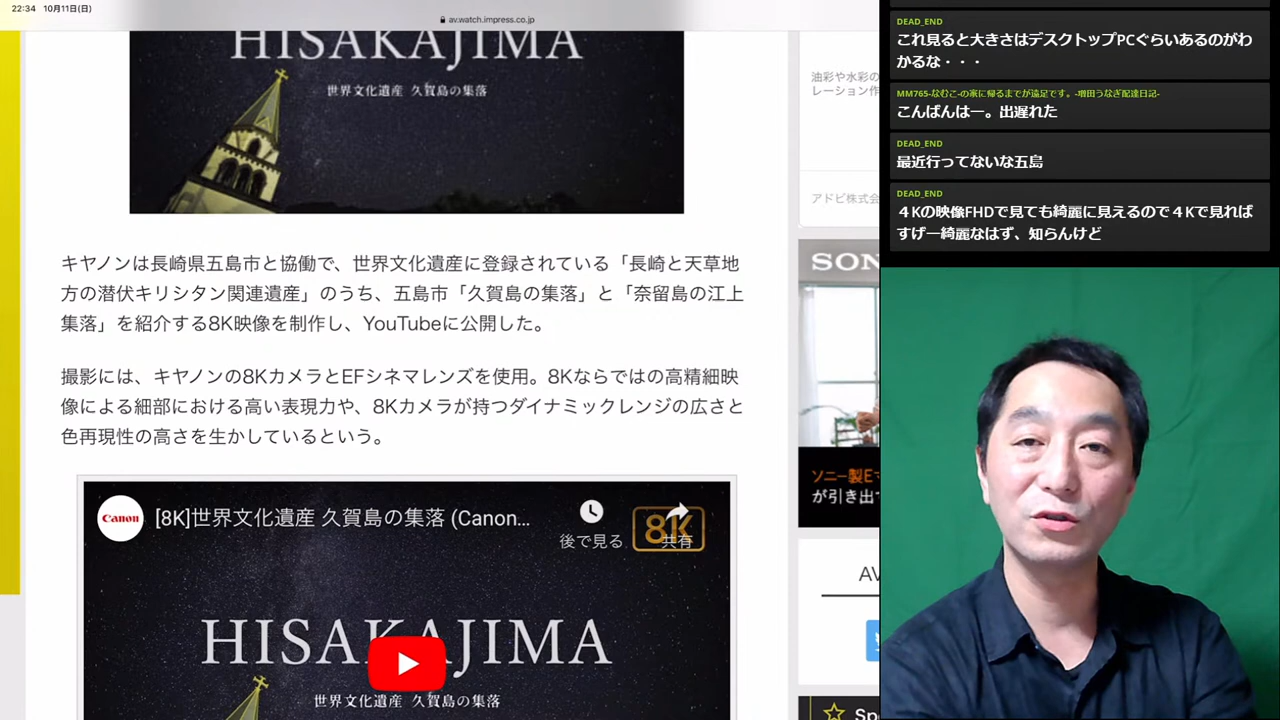 22:34 10月11日(日)
av.watch.impress.co.jp
HISAKAJIMA
世界文化遺産 久賀島の集落
キヤノンは長崎県五島市と協働で、世界文化遺産に登録されている「長崎と天草地
方の潜伏キリシタン関連遺産」のうち、五島市「久賀島の集落」と「奈留島の江上
集落」を紹介する8K映像を制作し、YouTubeに公開した。
撮影には、キヤノンの8KカメラとEFシネマレンズを使用。8Kならではの高精細映
像による細部における高い表現力や、8Kカメラが持つダイナミックレンジの広さと
色再現性の高さを生かしているという。
Canon
[8K]世界文化遺産 久賀島の集落 (Canon...
後で見る
8K
共有
HISAKAJIMA
世界文化遺産 久賀島の集落
油彩や水彩の
レーション作
アドビ株式会
SON
ソニー製Eマ
が引き出す
AV
Sp
DEAD_END
これ見ると大きさはデスクトップPCぐらいあるのがわ
かるな・・・
MM765-なむこ-の家に帰るまでが遠足です。-増田うなぎ配達日記-
こんばんはー。出遅れた
DEAD_END
最近行ってないな五島
DEAD_END
４Kの映像FHDで見ても綺麗に見えるので４Kで見れば
すげー綺麗なはず、知らんけど